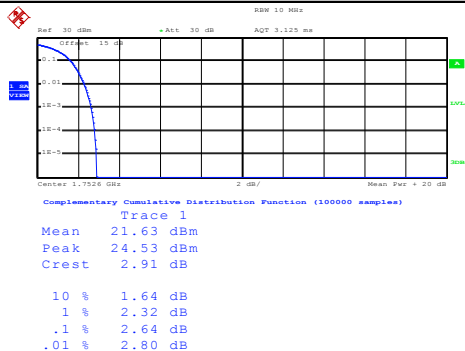 RBW 10 MHz
Ref 30 dBm Att 30 dB AQT 3.125 ms
Offset 15 dB
0.1
A
0.01
1 SA
VIEW
1E-3
LVL
1E-4
1E-5
3DB
Center 1.7526 GHz 2 dB/ Mean Pwr + 20 dB
Complementary Cumulative Distribution Function (100000 samples)
Trace 1
Mean 21.63 dBm
Peak 24.53 dBm
Crest 2.91 dB
10 % 1.64 dB
1 % 2.32 dB
.1 % 2.64 dB
.01 % 2.80 dB